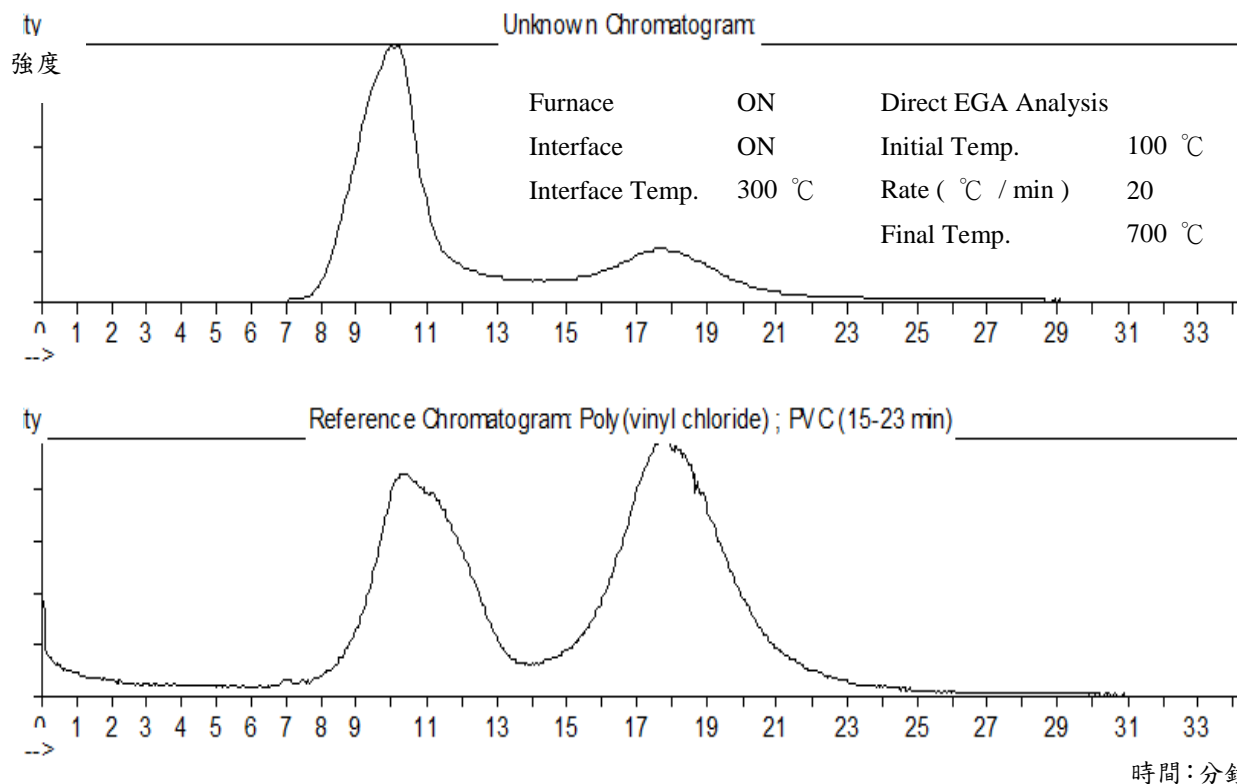 ity
Unknown Chromatogram:
強度
Furnace ON Direct EGA Analysis
Interface ON Initial Temp. 100 ℃
Interface Temp. 300 ℃ Rate ( ℃ / min ) 20
Final Temp. 700 ℃
0 1 2 3 4 5 6 7 8 9 11 13 15 17 19 21 23 25 27 29 31 33
-->
ity
Reference Chromatogram: Poly(vinyl chloride) ; PVC (15-23 min)
0 1 2 3 4 5 6 7 8 9 11 13 15 17 19 21 23 25 27 29 31 33
-->
時間：分鐘